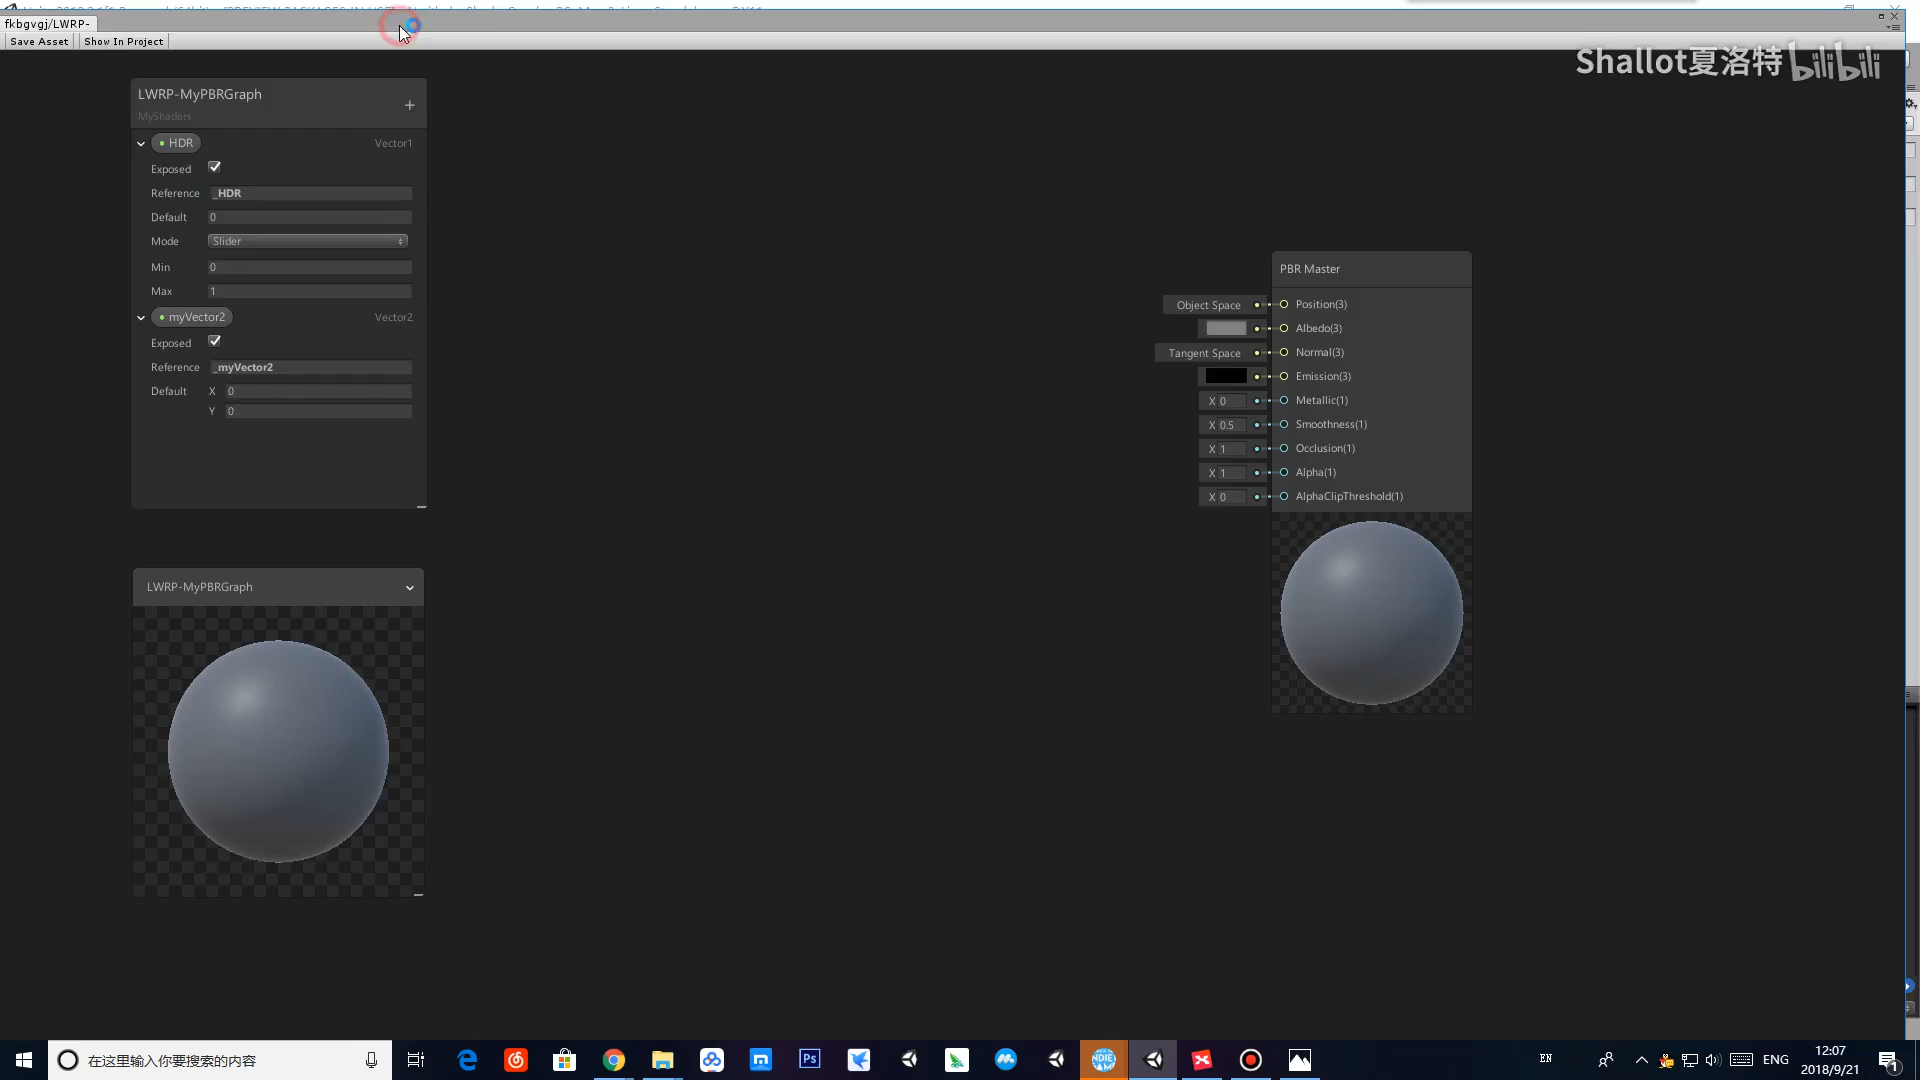 fkbgvgj/LWRP-
Save Asset
Show In Project
Shallot夏洛特 bilibili
LWRP-MyPBRGraph
+
MyShaders
HDR
Vector1
Exposed
Reference _HDR
Default 0
Mode Slider
Min 0
Max 1
myVector2
Vector2
Exposed
Reference _myVector2
Default X 0
Y 0
PBR Master
Object Space Position(3)
Albedo(3)
Tangent Space Normal(3)
Emission(3)
X 0 Metallic(1)
X 0.5 Smoothness(1)
X 1 Occlusion(1)
X 1 Alpha(1)
X 0 AlphaClipThreshold(1)
LWRP-MyPBRGraph
在这里输入你要搜索的内容
Ps
EN
ENG
12:07
2018/9/21
1